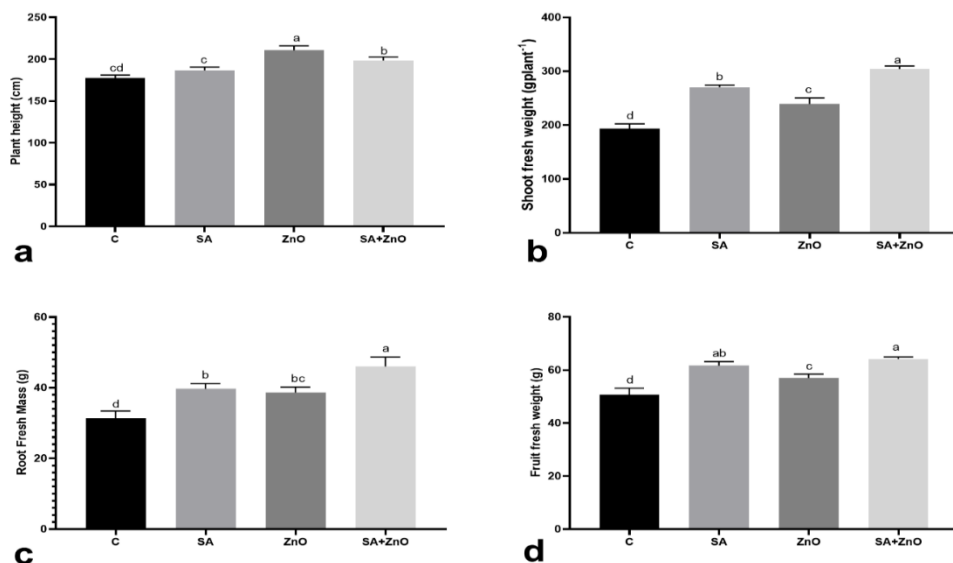 250
200
150
100
50
0
Plant height (cm)
cd
c
a
b
C SA ZnO SA+ZnO
a
400
300
200
100
0
Shoot fresh weight (gplant⁻¹)
d
b
c
a
C SA ZnO SA+ZnO
b
60
40
20
0
Root Fresh Mass (g)
d
b
bc
a
C SA ZnO SA+ZnO
c
80
60
40
20
0
Fruit fresh weight (g)
d
ab
c
a
C SA ZnO SA+ZnO
d